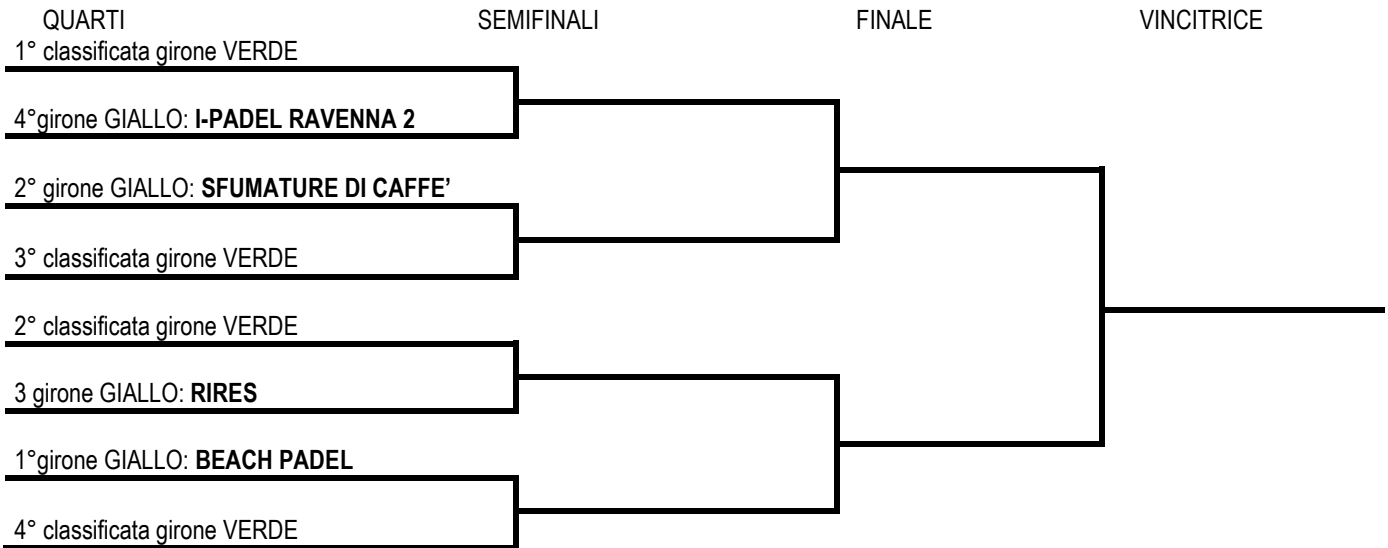 QUARTI SEMIFINALI FINALE VINCITRICE
1° classificata girone VERDE
4°girone GIALLO: I-PADEL RAVENNA 2
2° girone GIALLO: SFUMATURE DI CAFFE’
3° classificata girone VERDE
2° classificata girone VERDE
3 girone GIALLO: RIRES
1°girone GIALLO: BEACH PADEL
4° classificata girone VERDE